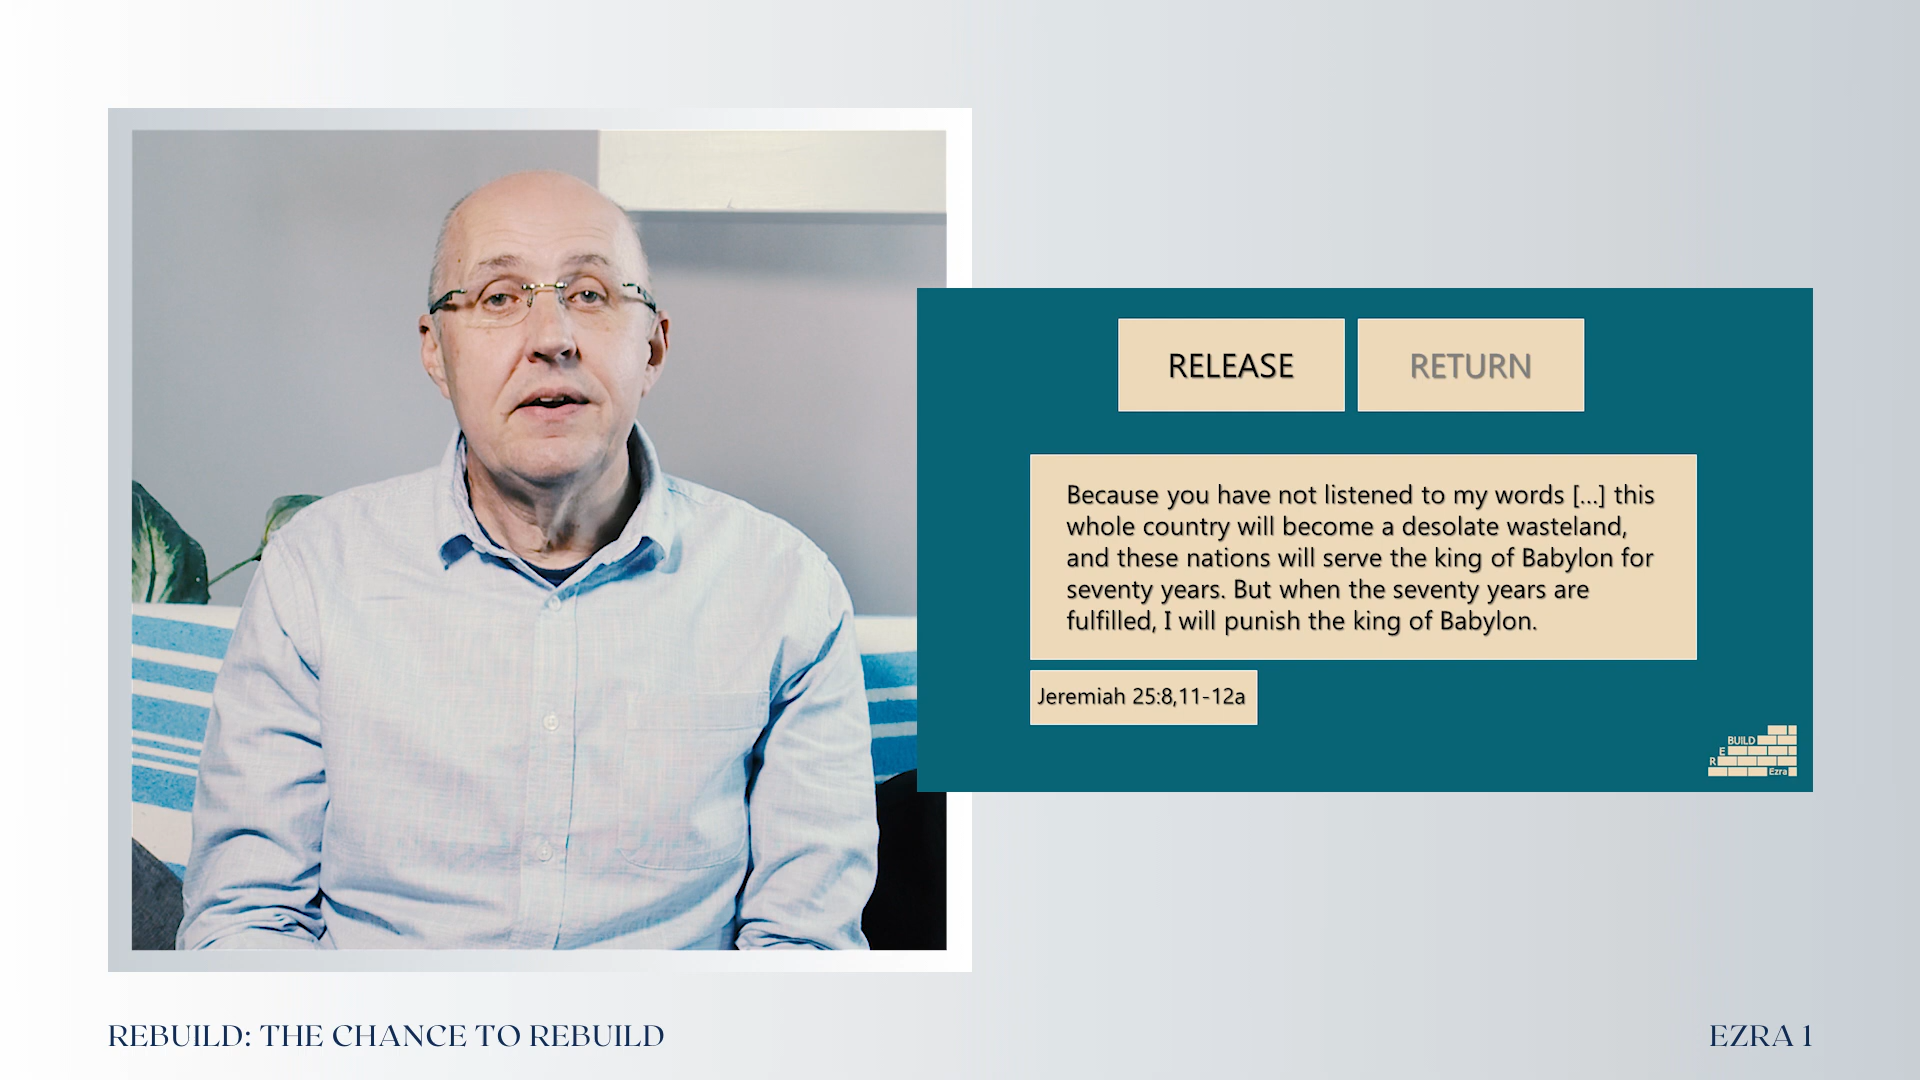 RELEASE
RETURN
Because you have not listened to my words [...] this
whole country will become a desolate wasteland,
and these nations will serve the king of Babylon for
seventy years. But when the seventy years are
fulfilled, I will punish the king of Babylon.
Jeremiah 25:8,11-12a
BUILD
E
R
Ezra
REBUILD: THE CHANCE TO REBUILD
EZRA 1